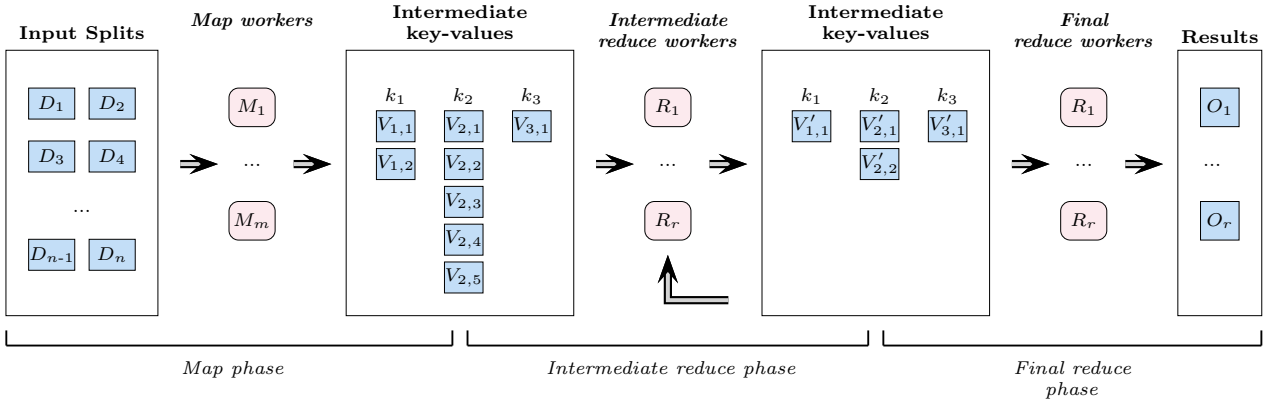 Input Splits
D1 D2
D3 D4
...
Dn-1 Dn
Map workers
M1
...
Mm
Intermediate
key-values
k1 k2 k3
V1,1 V2,1 V3,1
V1,2 V2,2
V2,3
V2,4
V2,5
Intermediate
reduce workers
R1
...
Rr
Intermediate
key-values
k1 k2 k3
V′1,1 V′2,1 V′3,1
V′2,2
Final
reduce workers
R1
...
Rr
Results
O1
...
Or
Map phase
Intermediate reduce phase
Final reduce
phase